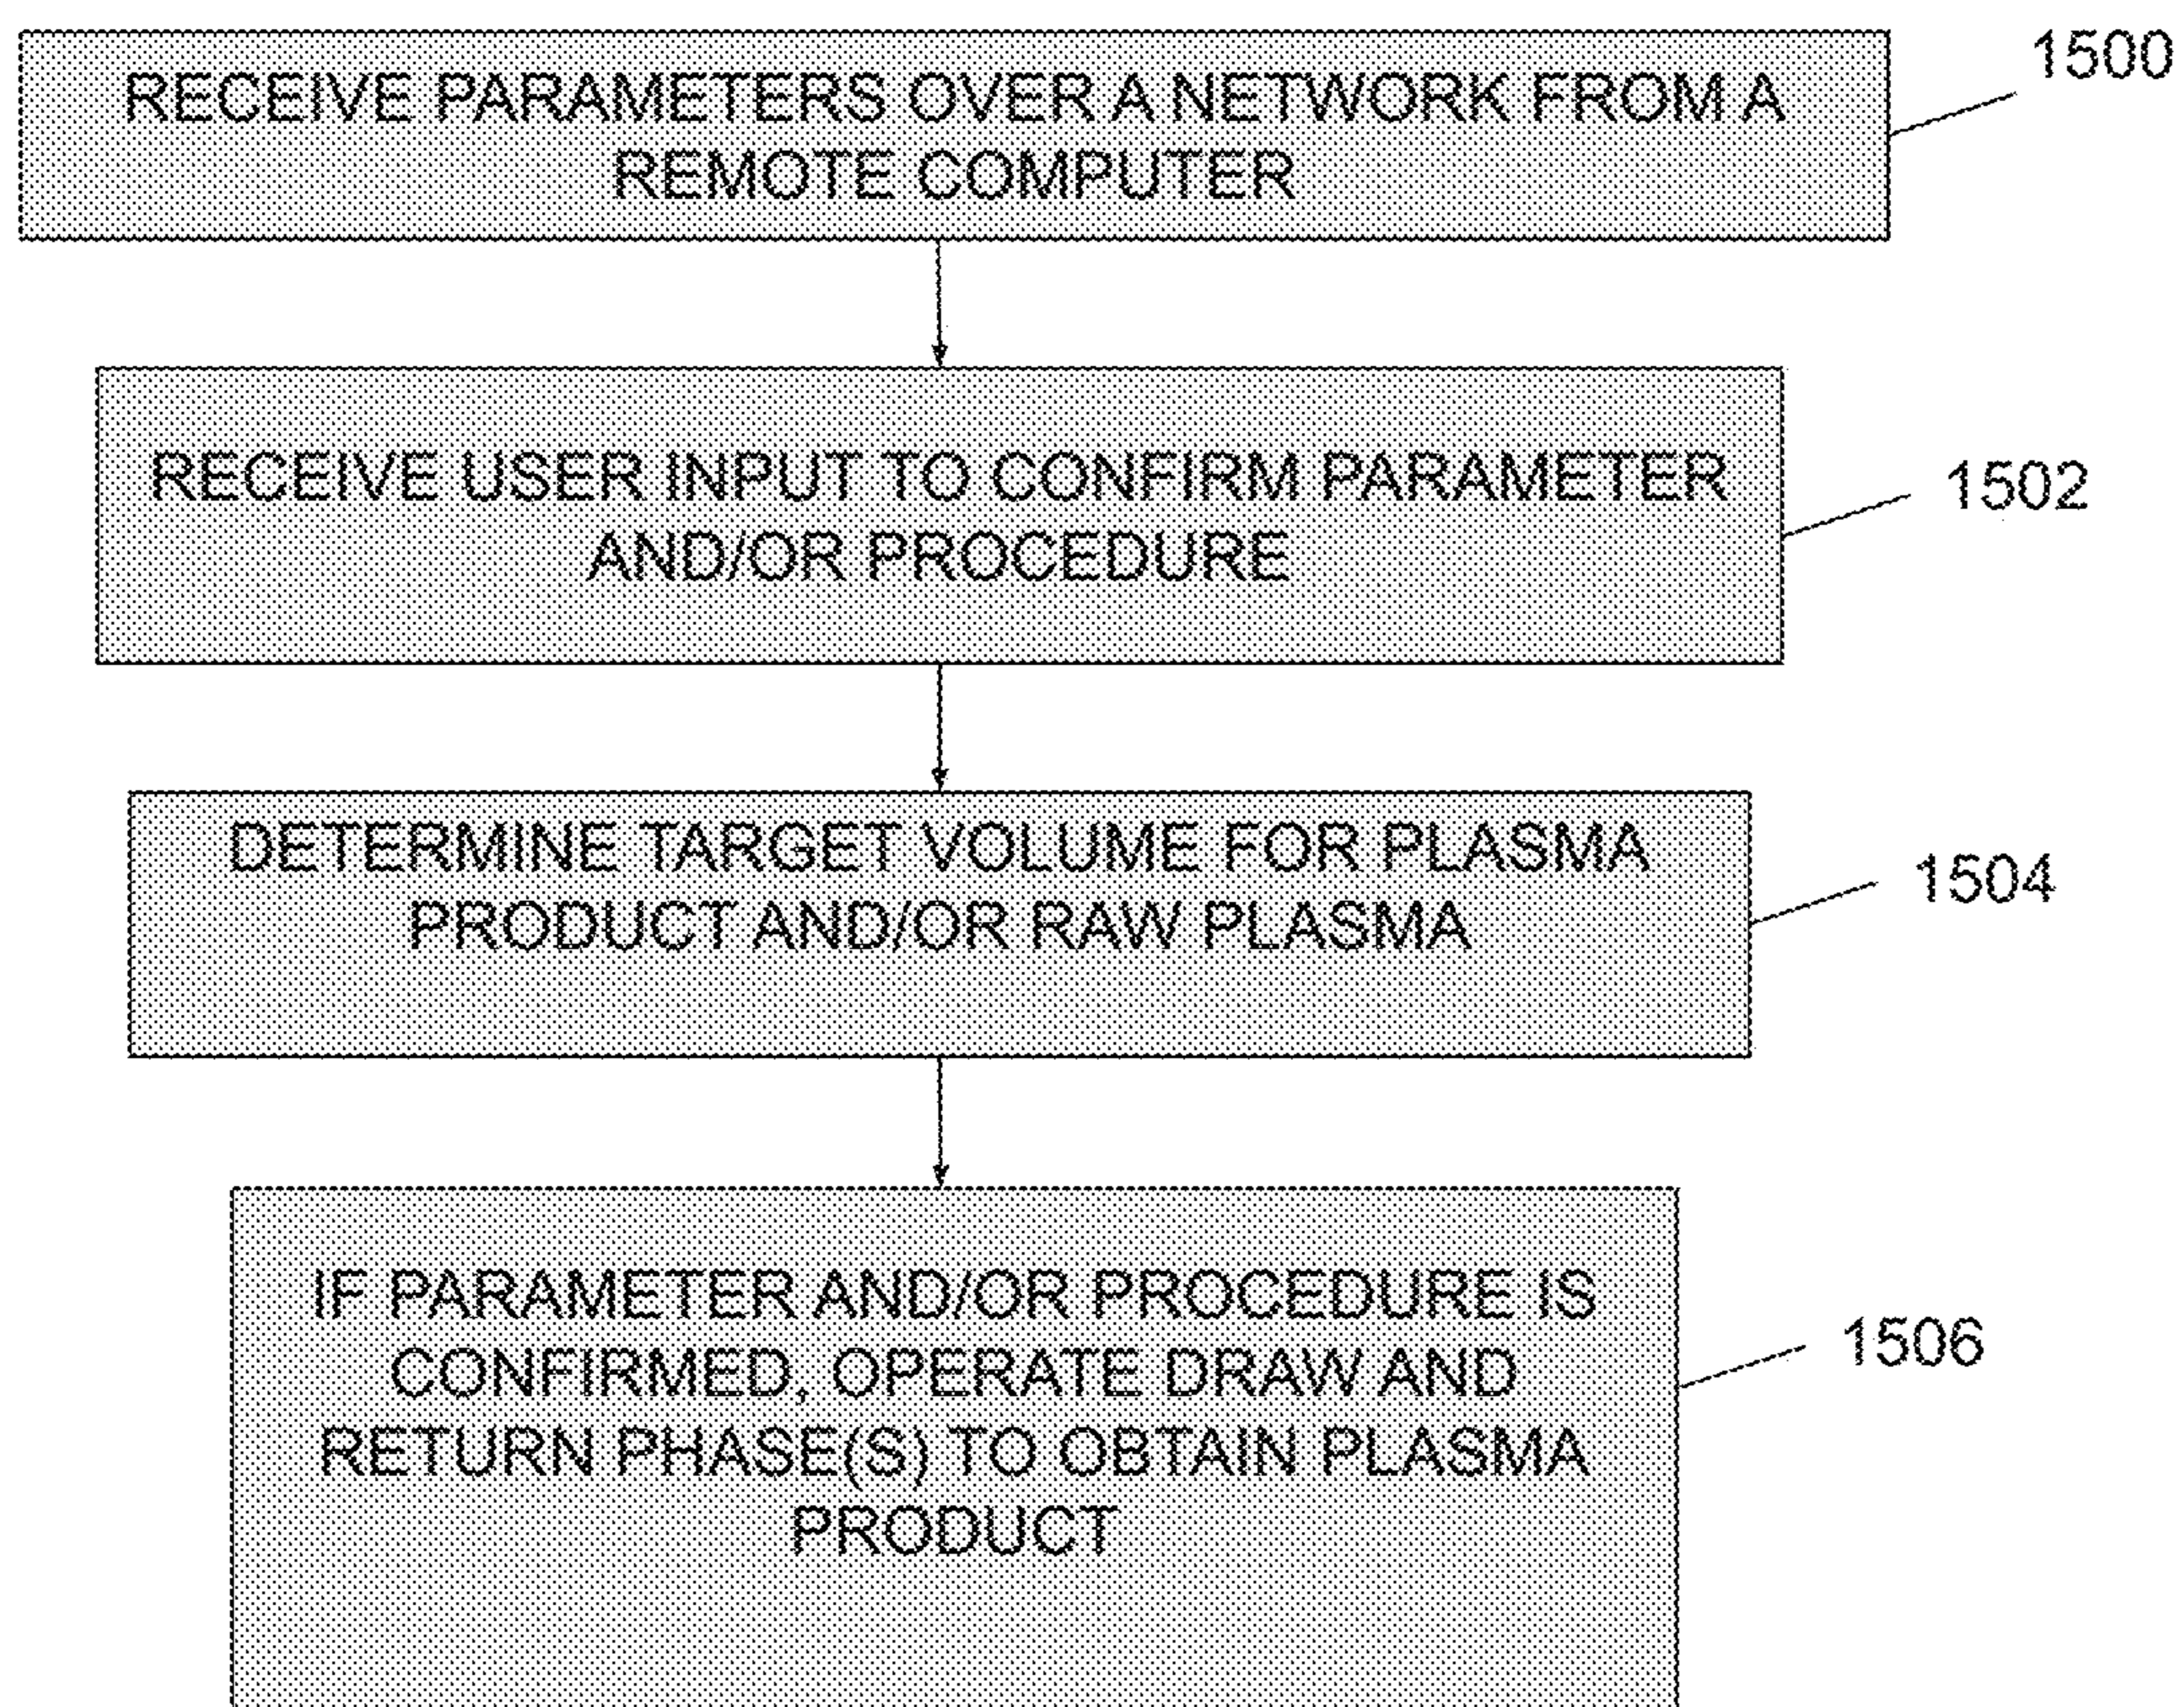 RECEIVE PARAMETERS OVER A NETWORK FROM A
REMOTE COMPUTER
1500
RECEIVE USER INPUT TO CONFIRM PARAMETER
AND/OR PROCEDURE
1502
DETERMINE TARGET VOLUME FOR PLASMA
PRODUCT AND/OR RAW PLASMA
1504
IF PARAMETER AND/OR PROCEDURE IS
CONFIRMED, OPERATE DRAW AND
RETURN PHASE(S) TO OBTAIN PLASMA
PRODUCT
1506